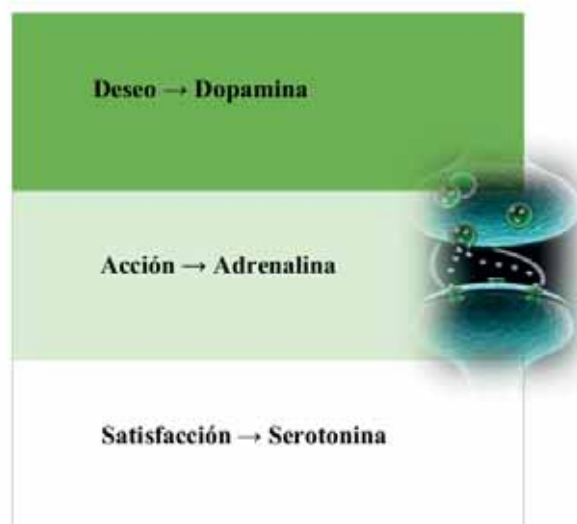 Deseo → Dopamina
Acción → Adrenalina
Satisfacción → Serotonina